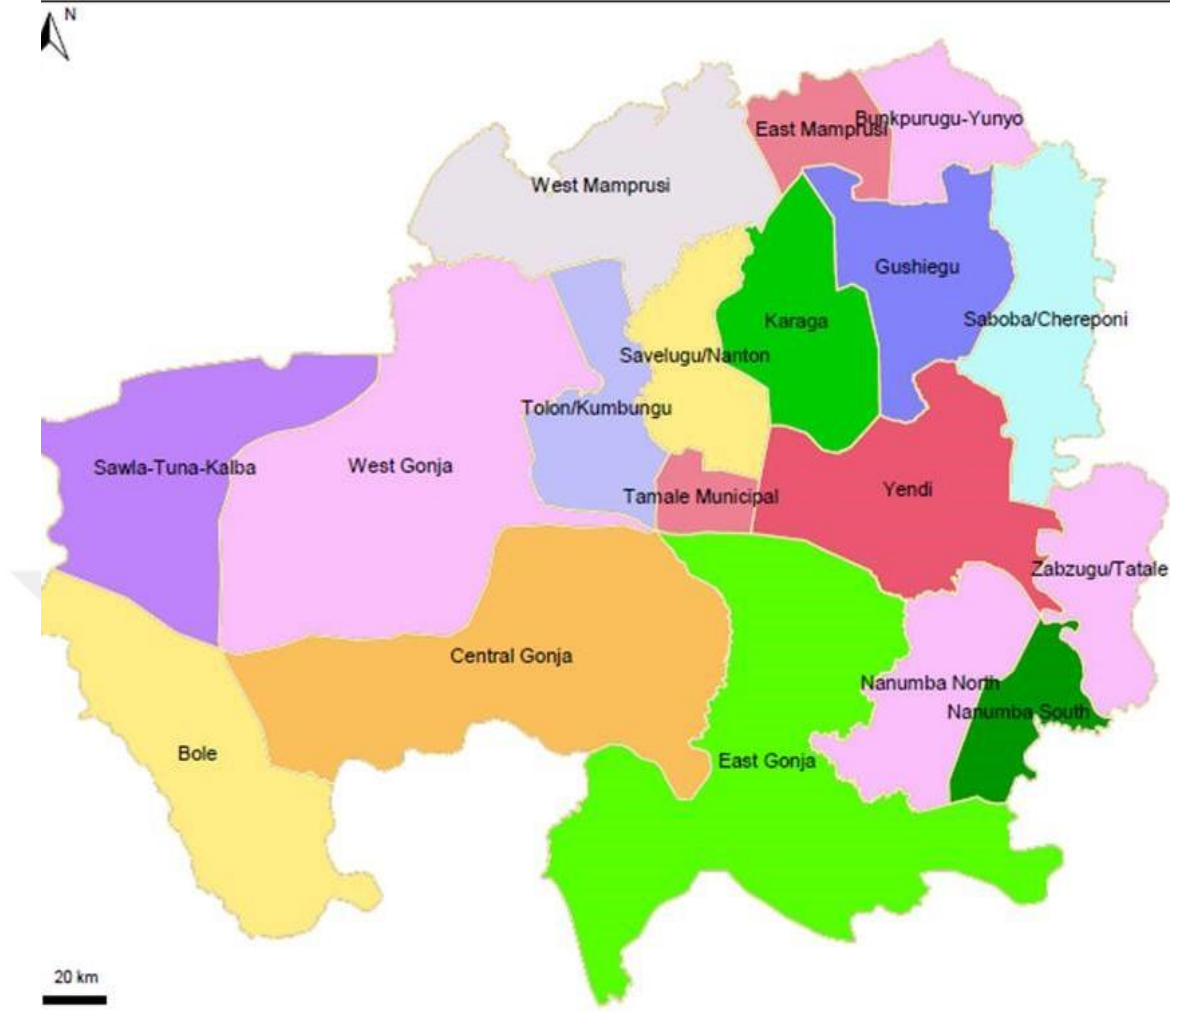 N
Bunkpurugu-Yunyo
East Mamprusi
West Mamprusi
Gushiegu
Karaga
Saboba/Chereponi
Savelugu/Nanton
Tolon/Kumbungu
Sawla-Tuna-Kalba
West Gonja
Yendi
Tamale Municipal
Zabzugu/Tatale
Central Gonja
Nanumba North
Nanumba South
Bole
East Gonja
20 km